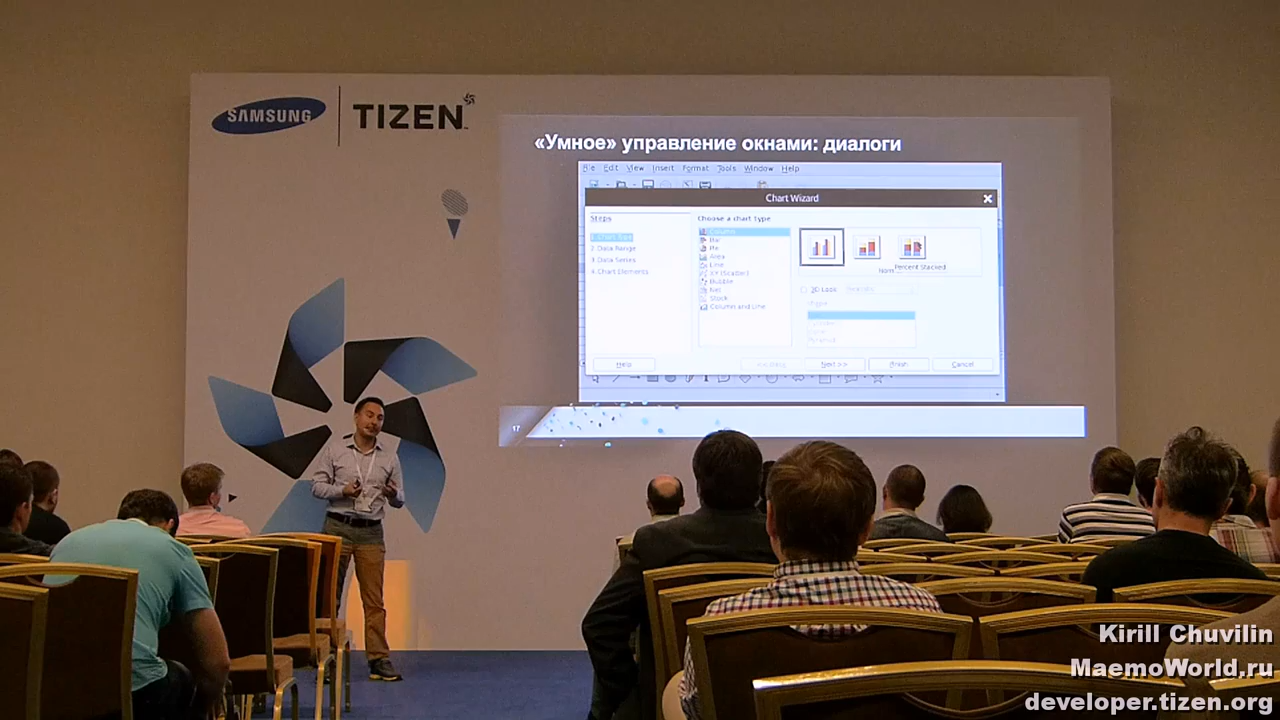 SAMSUNG
TIZEN
«Умное» управление окнами: диалоги
File Edit View Insert Format Tools Window Help
Chart Wizard
Steps
1. Chart Type
2. Data Range
3. Data Series
4. Chart Elements
Choose a chart type
Column
Bar
Pie
Area
Line
XY (Scatter)
Bubble
Net
Stock
Column and Line
Percent Stacked
3D Look
Help
Next >>
Finish
Cancel
17
Kirill Chuvilin
MaemoWorld.ru
developer.tizen.org